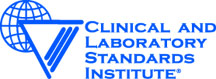 CLINICAL AND
LABORATORY
STANDARDS
INSTITUTE®